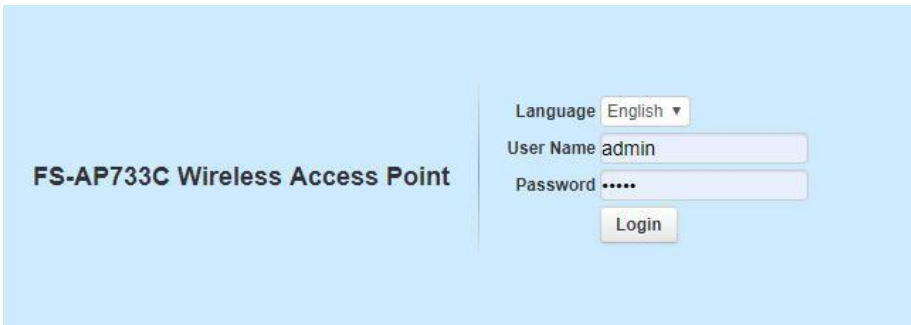 FS-AP733C Wireless Access Point
Language English
User Name admin
Password •••••
Login